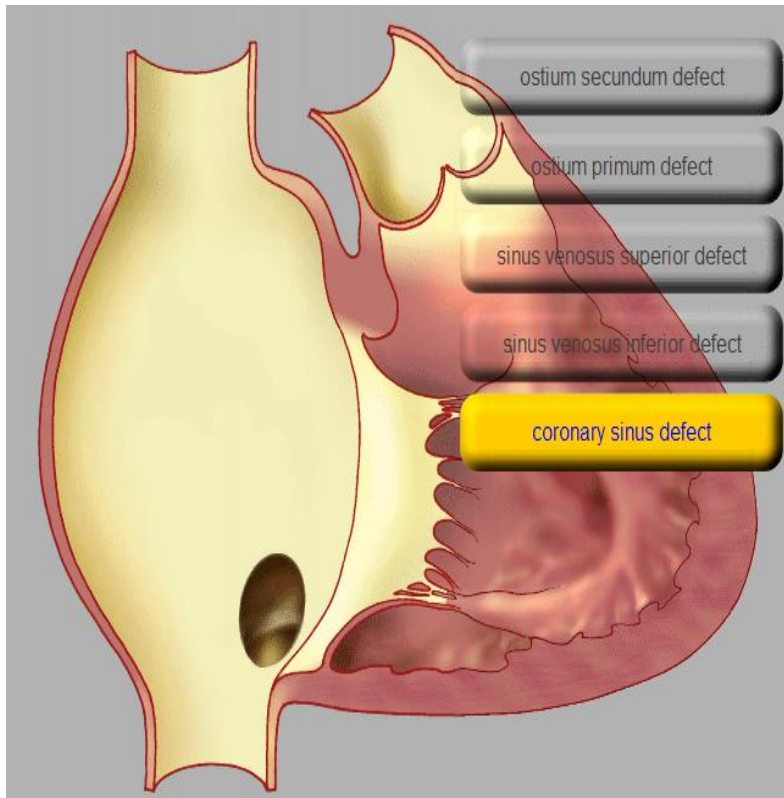 ostium secundum defect
ostium primum defect
sinus venosus superior defect
sinus venosus inferior defect
coronary sinus defect